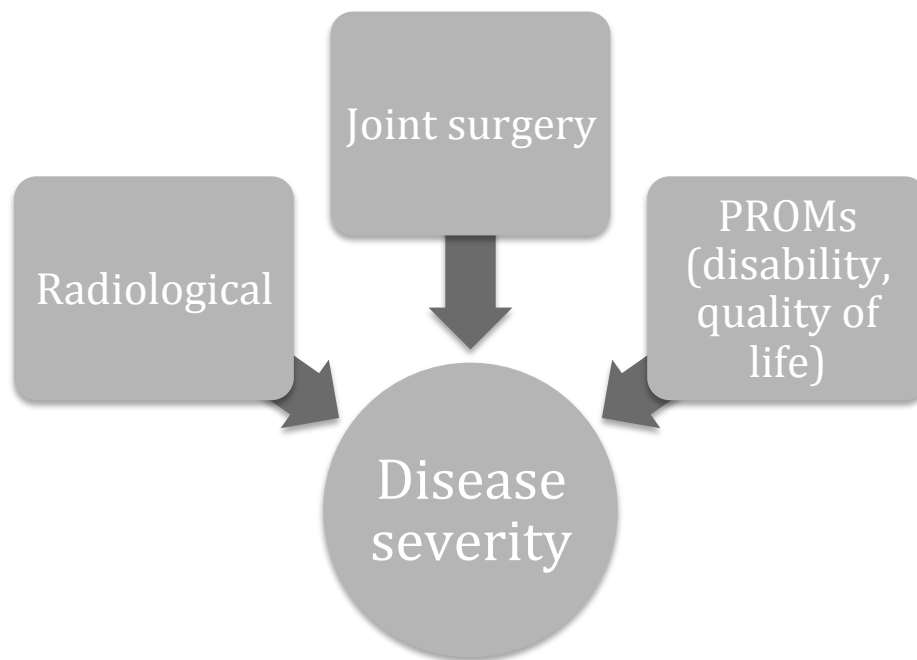 Joint surgery
Radiological
PROMs
(disability,
quality of
life)
Disease
severity